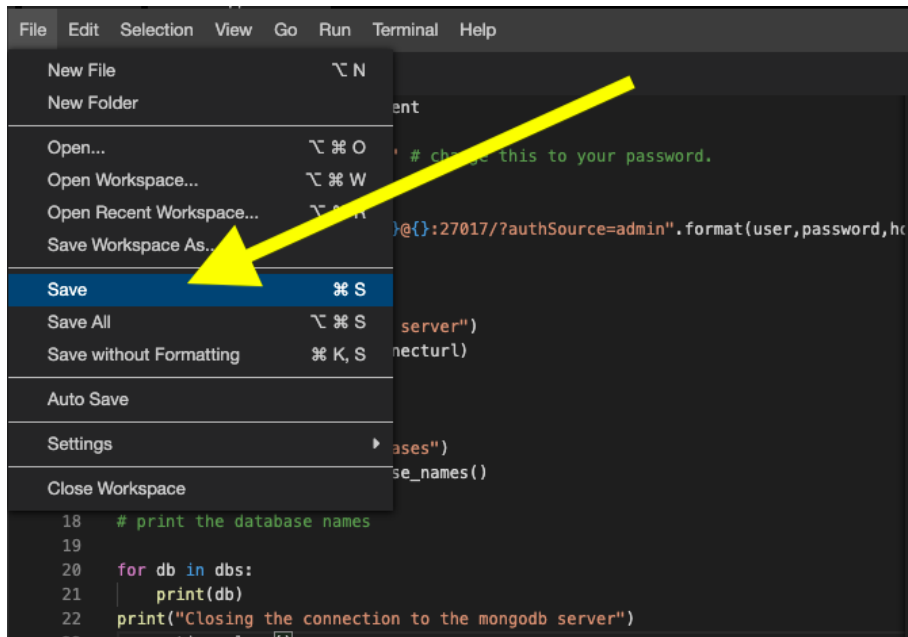 File Edit Selection View Go Run Terminal Help
New File ⌥ N
New Folder
ent
Open... ⌥ ⌘ O
' # change this to your password.
Open Workspace... ⌥ ⌘ W
Open Recent Workspace... ⌥ ⌘ R
}@{}:27017/?authSource=admin".format(user,password,ho
Save Workspace As...
Save ⌘ S
Save All ⌥ ⌘ S
server")
Save without Formatting ⌘ K, S
necturl)
Auto Save
Settings
ases")
se_names()
Close Workspace
18 # print the database names
19
20 for db in dbs:
21 print(db)
22 print("Closing the connection to the mongodb server")